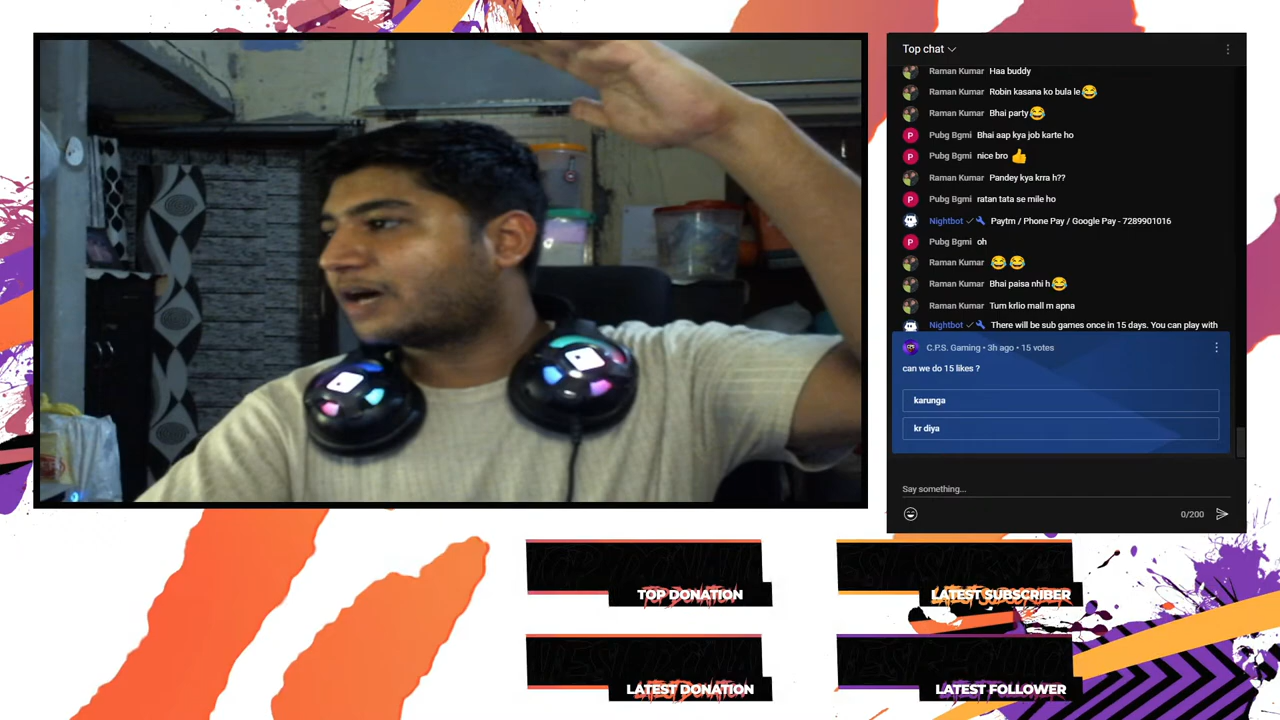 Top chat
Raman Kumar Haa buddy
Raman Kumar Robin kasana ko bula le😂
Raman Kumar Bhai party😂
P Pubg Bgmi Bhai aap kya job karte ho
P Pubg Bgmi nice bro 👍
Raman Kumar Pandey kya krra h??
P Pubg Bgmi ratan tata se mile ho
Nightbot Paytm / Phone Pay / Google Pay - 7289901016
P Pubg Bgmi oh
Raman Kumar 😂 😂
Raman Kumar Bhai paisa nhi h😂
Raman Kumar Tum krlio mall m apna
Nightbot There will be sub games once in 15 days. You can play with
C.P.S. Gaming • 3h ago • 15 votes
can we do 15 likes ?
karunga
kr diya
Say something...
0/200
TOP DONATION
LATEST SUBSCRIBER
LATEST DONATION
LATEST FOLLOWER